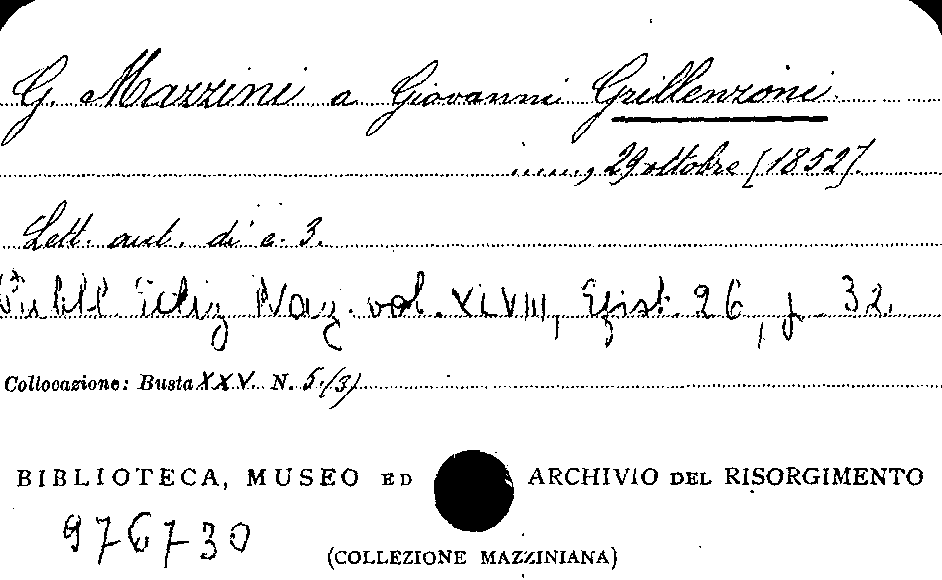 G. Mazzini a Giovanni Grillenzoni
......, 29 ottobre [1852].
Lett. aut. di c. 3.
Pubbl. Ediz. Naz. vol. XLVIII, Epist. 26, p. 32.
Collocazione: Busta XXV N. 5(3)
BIBLIOTECA, MUSEO ED ARCHIVIO DEL RISORGIMENTO
976730
(COLLEZIONE MAZZINIANA)